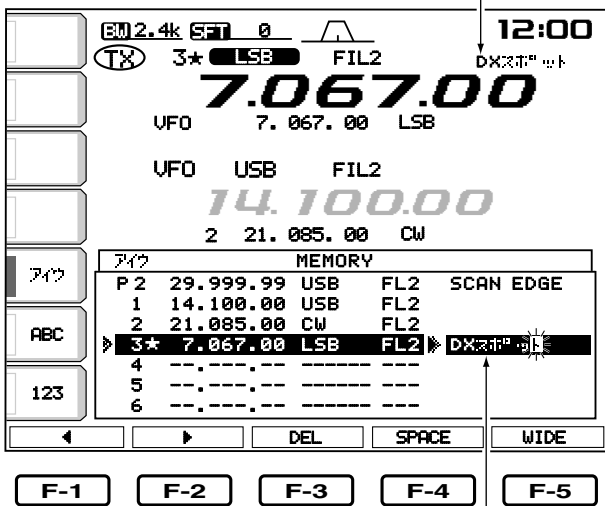 BW 2.4k SFT 0 12:00
TX 3★ LSB FIL2 DXスポット
7.067.00
VFO 7.067.00 LSB
VFO USB FIL2
14.100.00
2 21.085.00 CW
アイウ MEMORY
アイウ
ABC
123
P2 29.999.99 USB FL2 SCAN EDGE
1 14.100.00 USB FL2
2 21.085.00 CW FL2
3★ 7.067.00 LSB FL2 DXスポット
4 --.---.-- ------ ---
5 --.---.-- ------ ---
6 --.---.-- ------ ---
◀ ▶ DEL SPACE WIDE
F-1 F-2 F-3 F-4 F-5